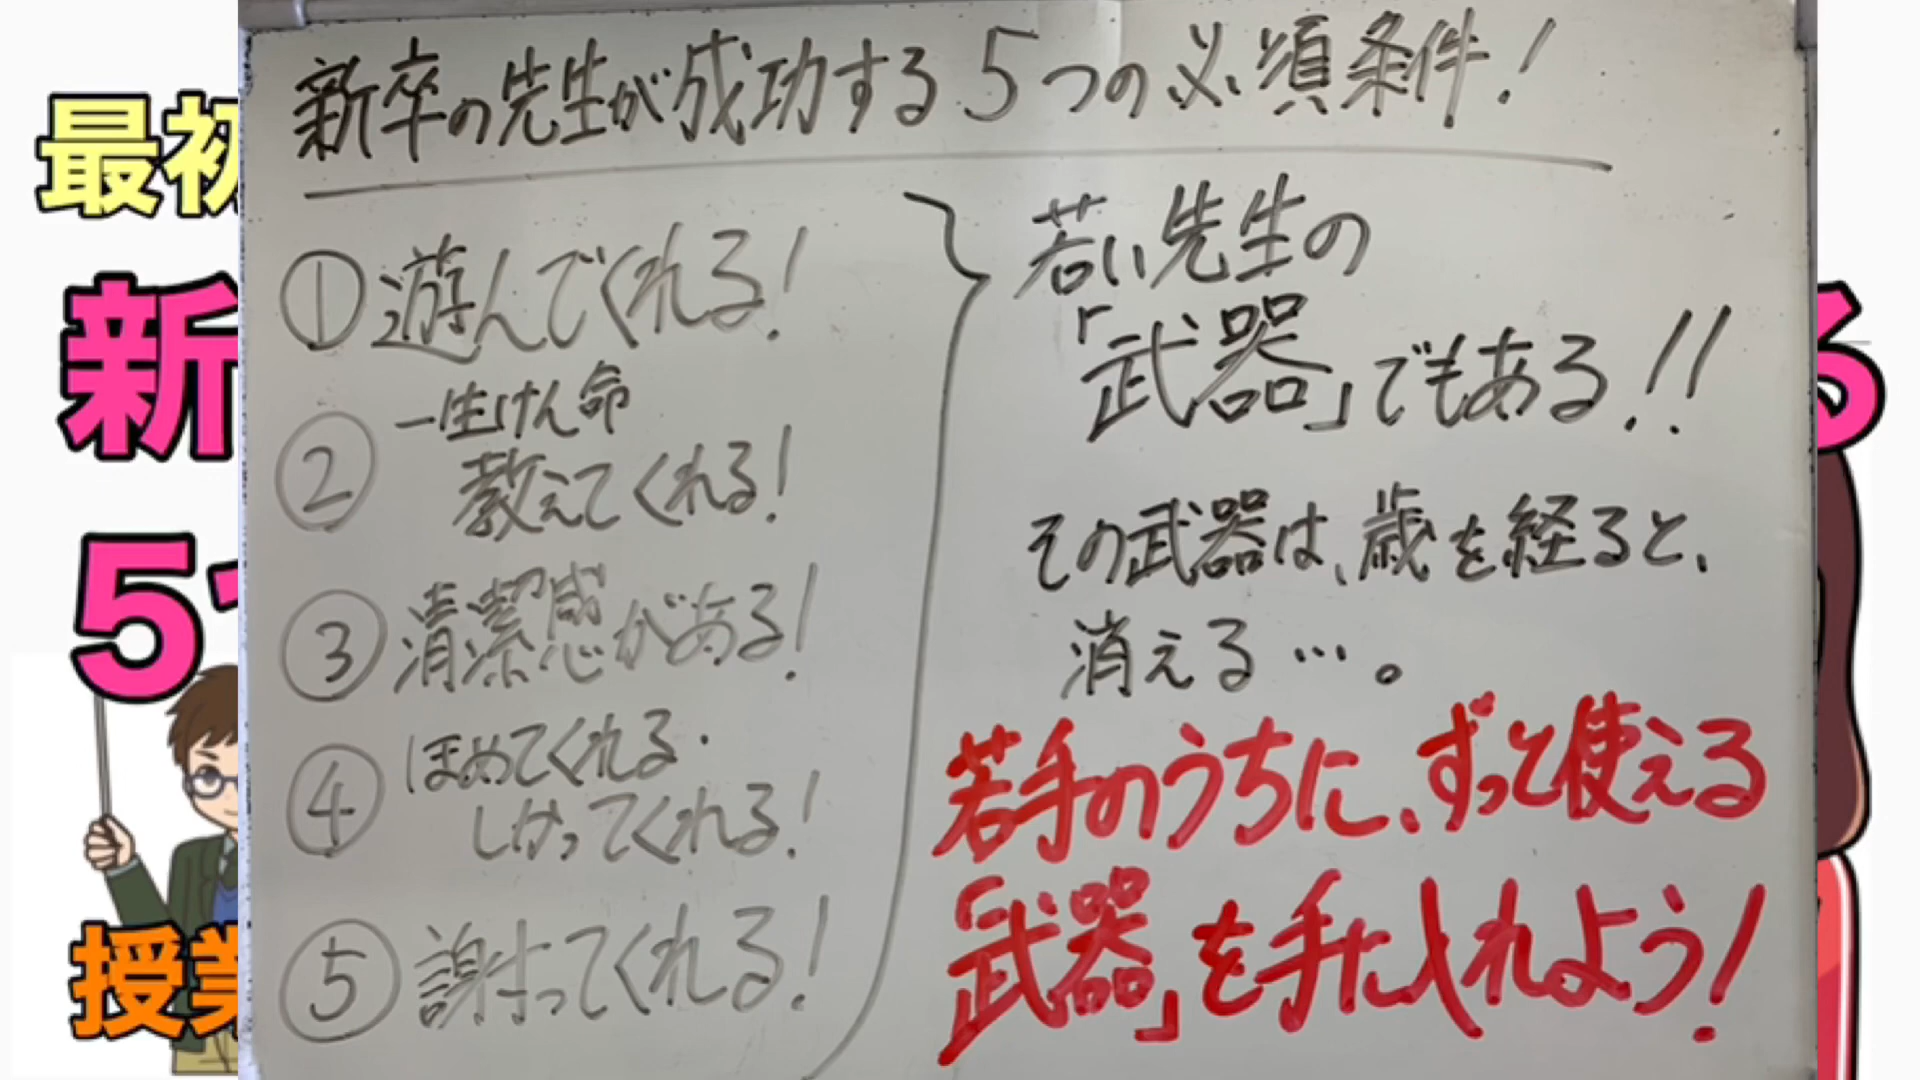 新卒の先生が成功する5つの必須条件!
①遊んでくれる!
②一生けん命
教えてくれる!
③清潔感がある!
④ほめてくれる・
しかってくれる!
⑤謝ってくれる!
若い先生の
「武器」でもある!!
その武器は、歳を経ると、
消える…。
若手のうちに、ずっと使える
「武器」を手に入れよう!
最初
新
5つ
授業
る